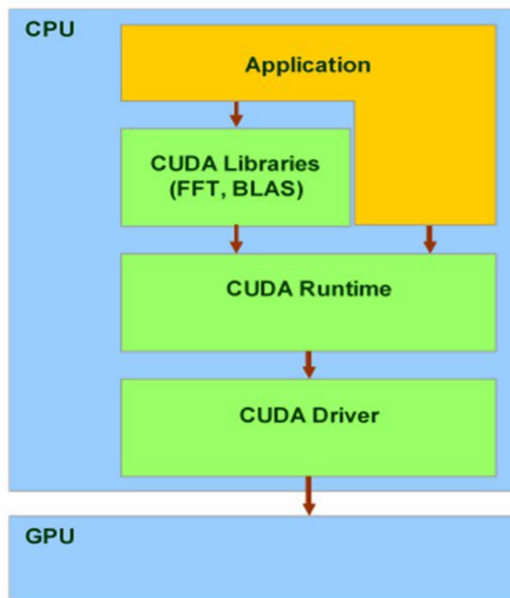 CPU
Application
CUDA Libraries
(FFT, BLAS)
CUDA Runtime
CUDA Driver
GPU